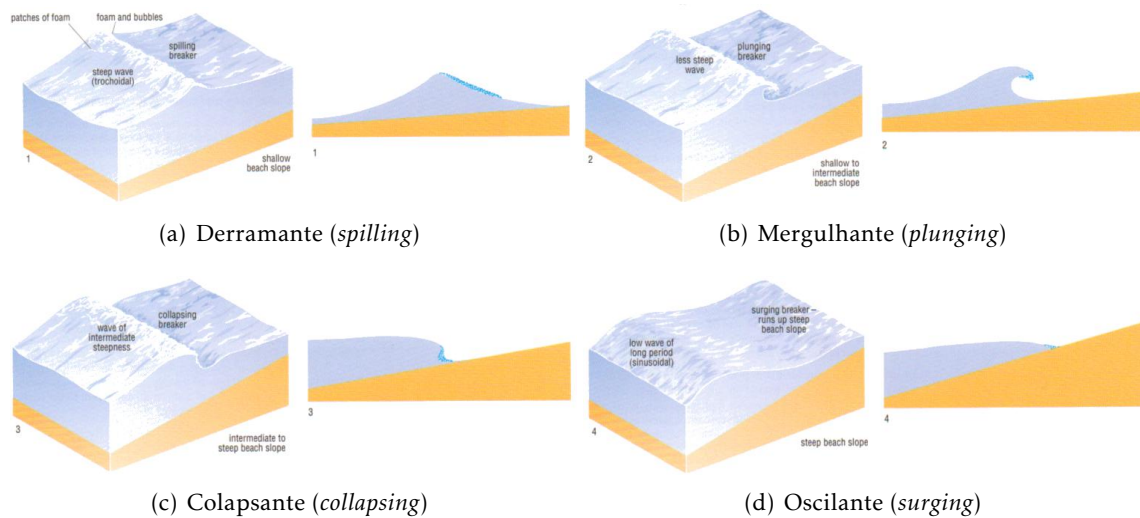 patches of foam
foam and bubbles
spilling
breaker
steep wave
(trochoidal)
1
shallow
beach slope
1
(a) Derramante (spilling)
less steep
wave
plunging
breaker
2
shallow to
intermediate
beach slope
2
(b) Mergulhante (plunging)
collapsing
breaker
wave of
intermediate
steepness
3
intermediate to
steep beach slope
3
(c) Colapsante (collapsing)
surging breaker –
runs up steep
beach slope
low wave of
long period
(sinusoidal)
4
steep beach slope
4
(d) Oscilante (surging)